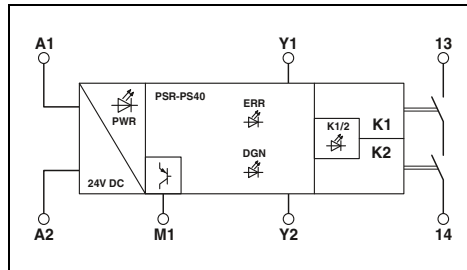 A1 Y1 13
PSR-PS40
ERR
PWR
K1/2 K1
K2
DGN
24V DC
A2 M1 Y2 14